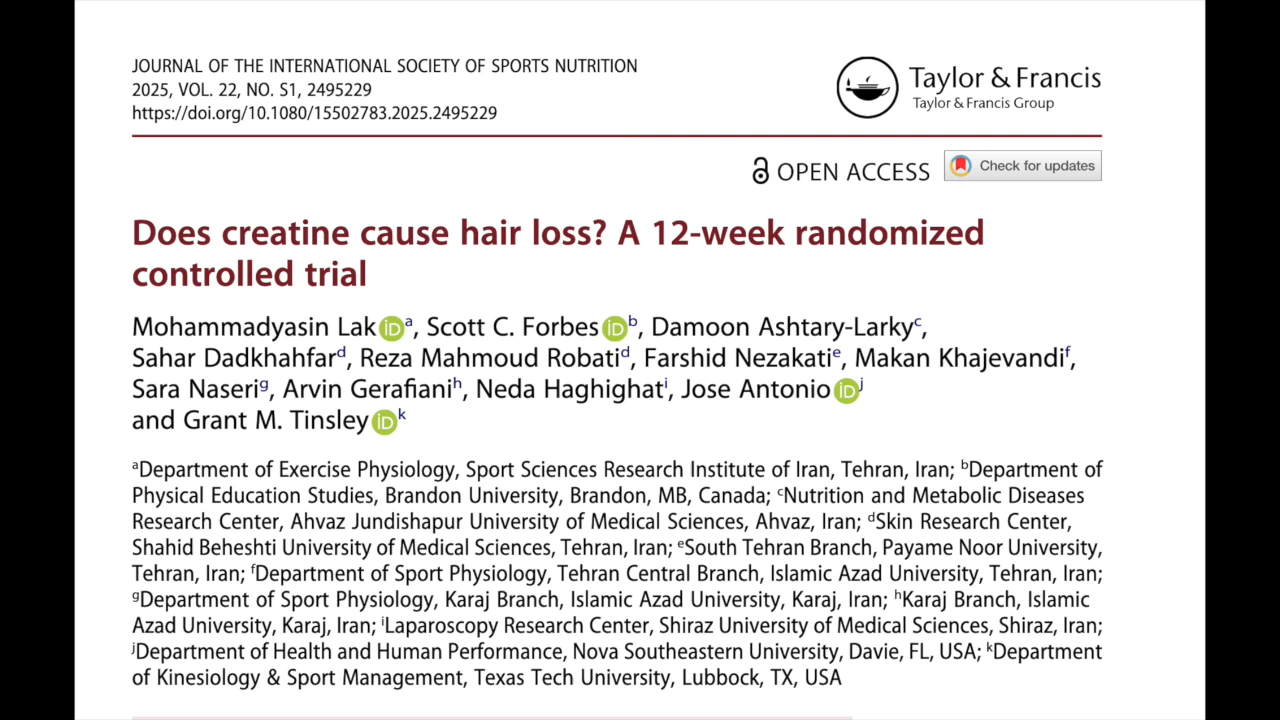 JOURNAL OF THE INTERNATIONAL SOCIETY OF SPORTS NUTRITION
2025, VOL. 22, NO. S1, 2495229
https://doi.org/10.1080/15502783.2025.2495229
Taylor & Francis
Taylor & Francis Group
OPEN ACCESS
Check for updates
Does creatine cause hair loss? A 12-week randomized
controlled trial
Mohammadyasin Lak iD a, Scott C. Forbes iD b, Damoon Ashtary-Larky c,
Sahar Dadkhahfar d, Reza Mahmoud Robati d, Farshid Nezakati e, Makan Khajevandi f,
Sara Naseri g, Arvin Gerafiani h, Neda Haghighat i, Jose Antonio iD j
and Grant M. Tinsley iD k
aDepartment of Exercise Physiology, Sport Sciences Research Institute of Iran, Tehran, Iran; bDepartment of
Physical Education Studies, Brandon University, Brandon, MB, Canada; cNutrition and Metabolic Diseases
Research Center, Ahvaz Jundishapur University of Medical Sciences, Ahvaz, Iran; dSkin Research Center,
Shahid Beheshti University of Medical Sciences, Tehran, Iran; eSouth Tehran Branch, Payame Noor University,
Tehran, Iran; fDepartment of Sport Physiology, Tehran Central Branch, Islamic Azad University, Tehran, Iran;
gDepartment of Sport Physiology, Karaj Branch, Islamic Azad University, Karaj, Iran; hKaraj Branch, Islamic
Azad University, Karaj, Iran; iLaparoscopy Research Center, Shiraz University of Medical Sciences, Shiraz, Iran;
jDepartment of Health and Human Performance, Nova Southeastern University, Davie, FL, USA; kDepartment
of Kinesiology & Sport Management, Texas Tech University, Lubbock, TX, USA